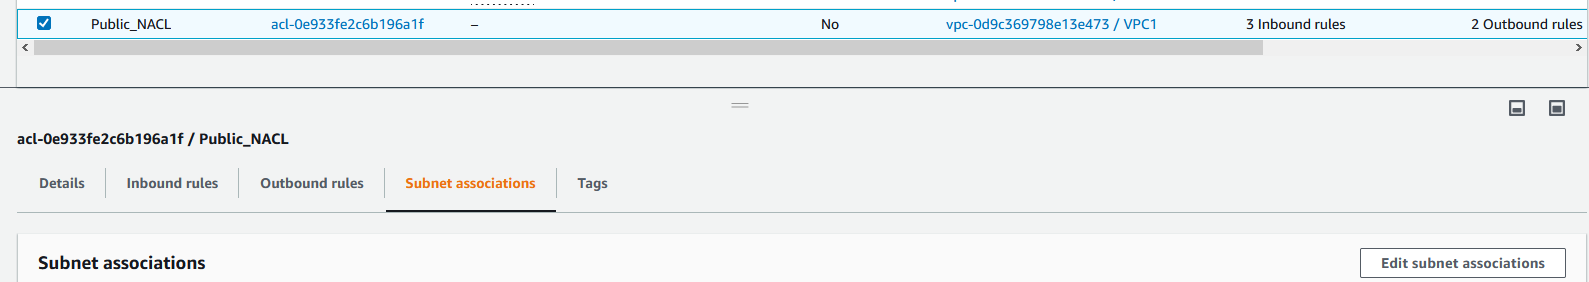 Public_NACL acl-0e933fe2c6b196a1f – No vpc-0d9c369798e13e473 / VPC1 3 Inbound rules 2 Outbound rules
acl-0e933fe2c6b196a1f / Public_NACL
Details Inbound rules Outbound rules Subnet associations Tags
Subnet associations Edit subnet associations